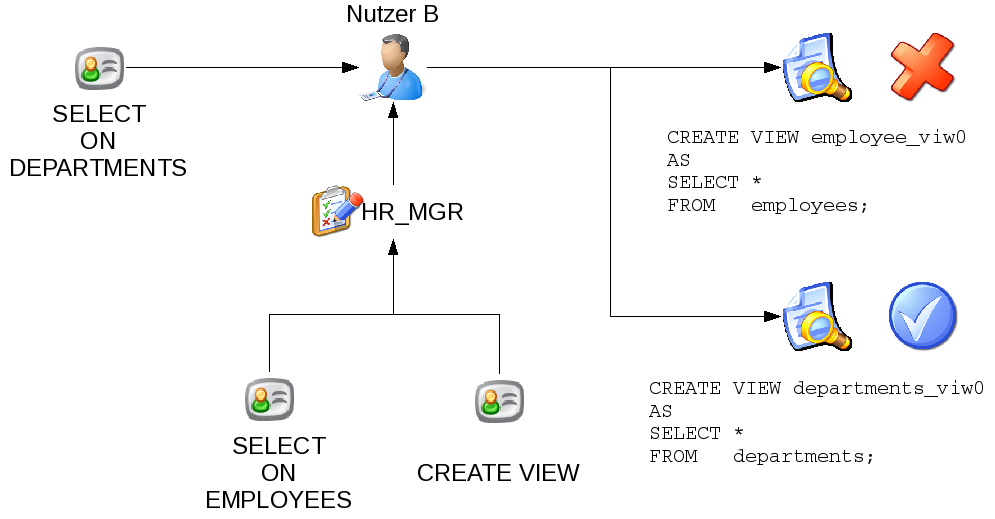 Nutzer B
SELECT
ON
DEPARTMENTS
HR_MGR
SELECT
ON
EMPLOYEES
CREATE VIEW
CREATE VIEW employee_viw0
AS
SELECT *
FROM   employees;
CREATE VIEW departments_viw0
AS
SELECT *
FROM   departments;